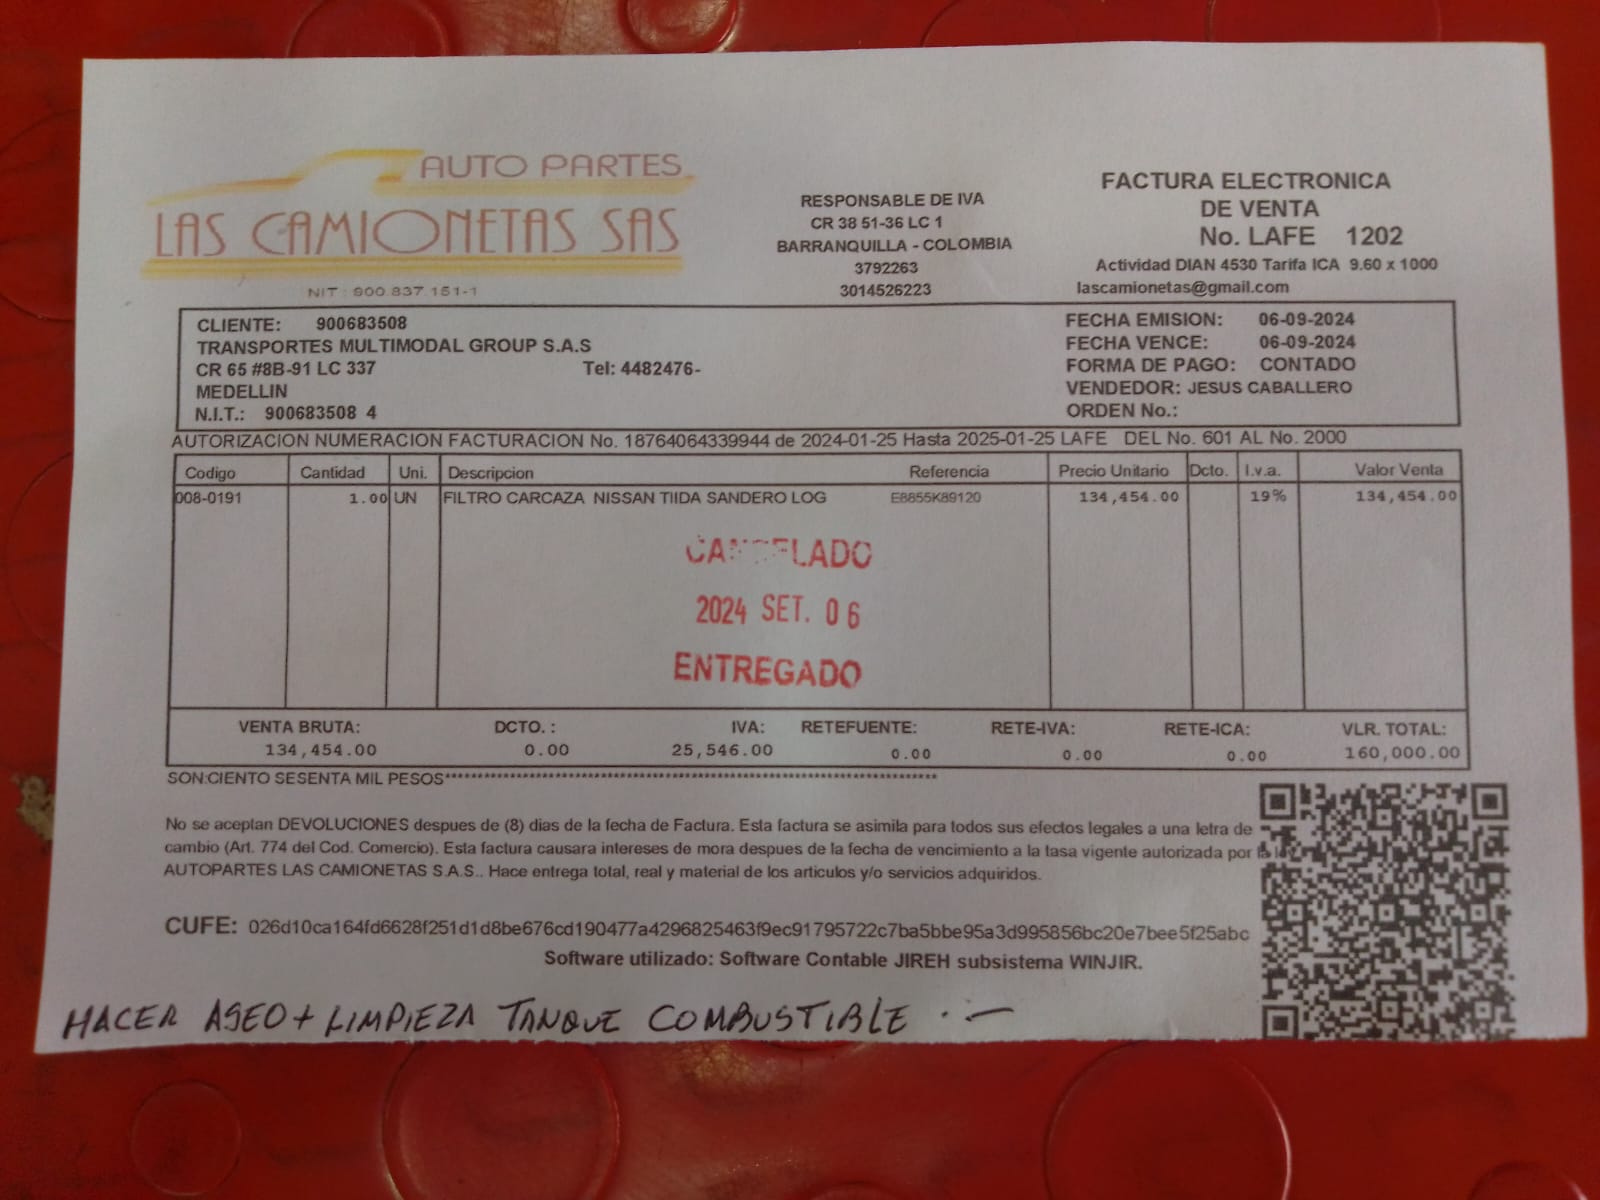 AUTO PARTES
LAS CAMIONETAS SAS
NIT : 900.837.151-1
RESPONSABLE DE IVA
CR 38 51-36 LC 1
BARRANQUILLA - COLOMBIA
3792263
3014526223
FACTURA ELECTRONICA
DE VENTA
No. LAFE 1202
Actividad DIAN 4530 Tarifa ICA 9.60 x 1000
lascamionetas@gmail.com
CLIENTE: 900683508
TRANSPORTES MULTIMODAL GROUP S.A.S
CR 65 #8B-91 LC 337 Tel: 4482476-
MEDELLIN
N.I.T.: 900683508 4
FECHA EMISION: 06-09-2024
FECHA VENCE: 06-09-2024
FORMA DE PAGO: CONTADO
VENDEDOR: JESUS CABALLERO
ORDEN No.:
AUTORIZACION NUMERACION FACTURACION No. 18764064339944 de 2024-01-25 Hasta 2025-01-25 LAFE DEL No. 601 AL No. 2000
Codigo Cantidad Uni. Descripcion Referencia Precio Unitario Dcto. I.v.a. Valor Venta
008-0191 1.00 UN FILTRO CARCAZA NISSAN TIIDA SANDERO LOG E8855K89120 134,454.00 19% 134,454.00
CANCELADO
2024 SET. 06
ENTREGADO
VENTA BRUTA: DCTO. : IVA: RETEFUENTE: RETE-IVA: RETE-ICA: VLR. TOTAL:
134,454.00 0.00 25,546.00 0.00 0.00 0.00 160,000.00
SON:CIENTO SESENTA MIL PESOS***************************************************************************
No se aceptan DEVOLUCIONES despues de (8) dias de la fecha de Factura. Esta factura se asimila para todos sus efectos legales a una letra de
cambio (Art. 774 del Cod. Comercio). Esta factura causara intereses de mora despues de la fecha de vencimiento a la tasa vigente autorizada por la ley
AUTOPARTES LAS CAMIONETAS S.A.S.. Hace entrega total, real y material de los articulos y/o servicios adquiridos.
CUFE: 026d10ca164fd6628f251d1d8be676cd190477a4296825463f9ec91795722c7ba5bbe95a3d995856bc20e7bee5f25abc
Software utilizado: Software Contable JIREH subsistema WINJIR.
HACER ASEO + LIMPIEZA TANQUE COMBUSTIBLE . —